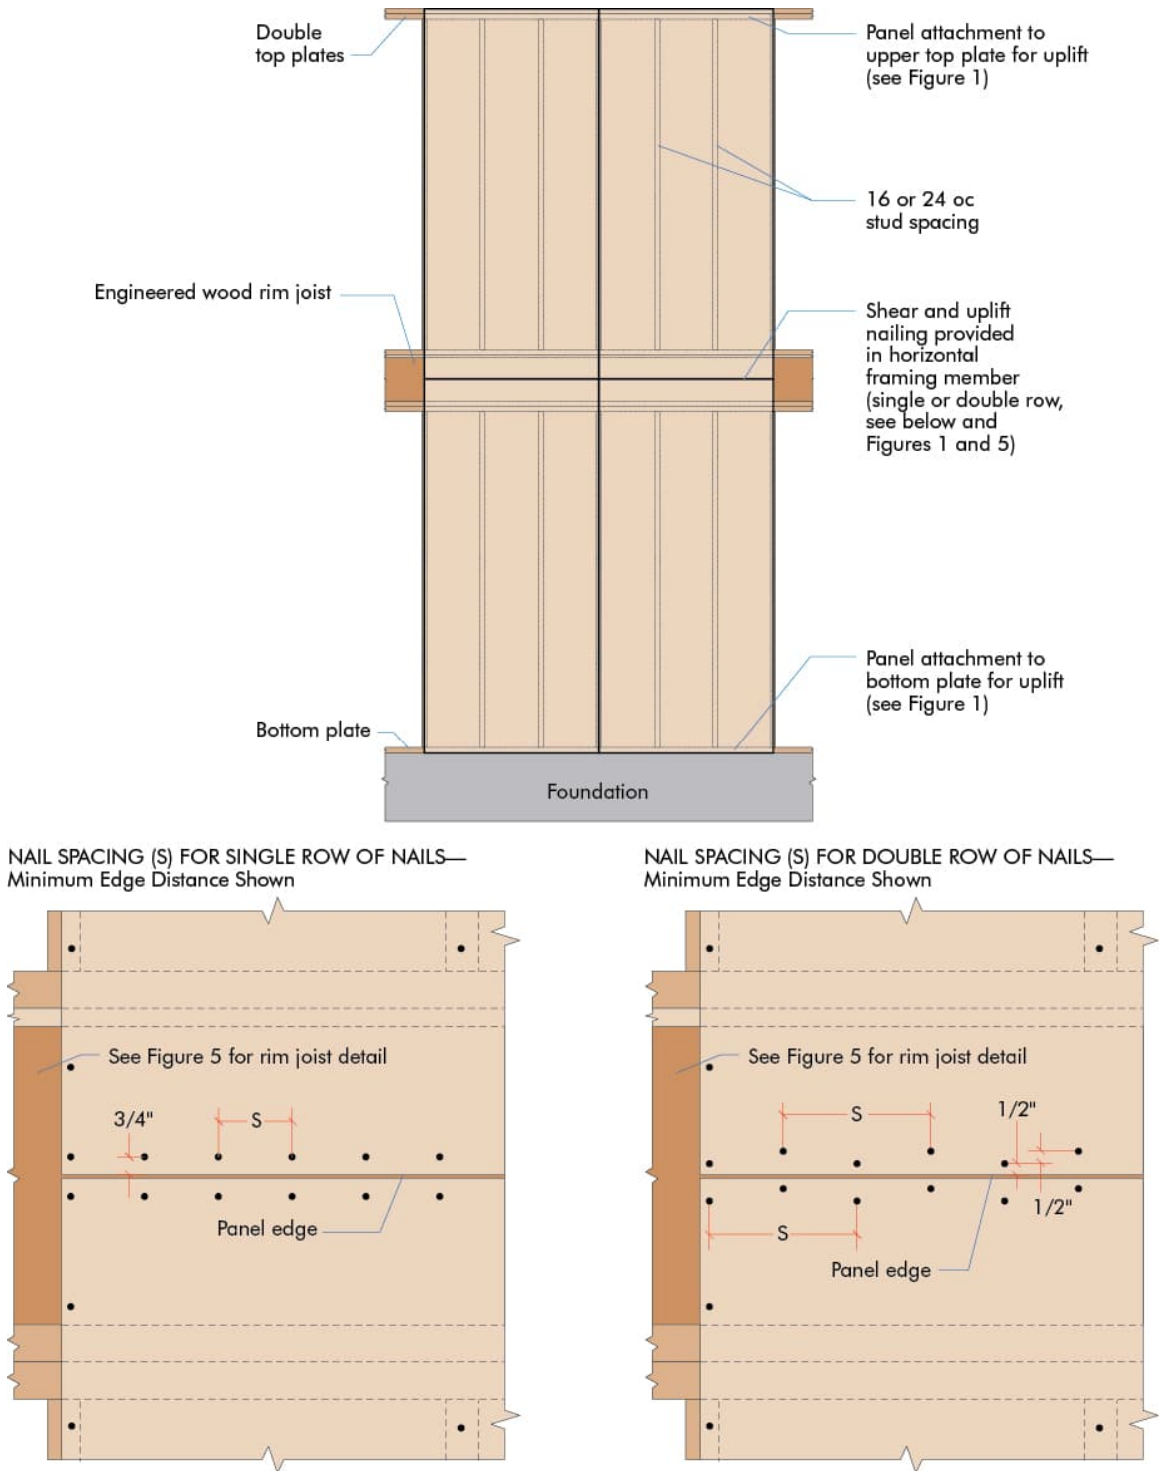 Double
top plates
Panel attachment to
upper top plate for uplift
(see Figure 1)
16 or 24 oc
stud spacing
Engineered wood rim joist
Shear and uplift
nailing provided
in horizontal
framing member
(single or double row,
see below and
Figures 1 and 5)
Panel attachment to
bottom plate for uplift
(see Figure 1)
Bottom plate
Foundation
NAIL SPACING (S) FOR SINGLE ROW OF NAILS—
Minimum Edge Distance Shown
See Figure 5 for rim joist detail
3/4"
S
Panel edge
NAIL SPACING (S) FOR DOUBLE ROW OF NAILS—
Minimum Edge Distance Shown
See Figure 5 for rim joist detail
S
1/2"
1/2"
S
Panel edge